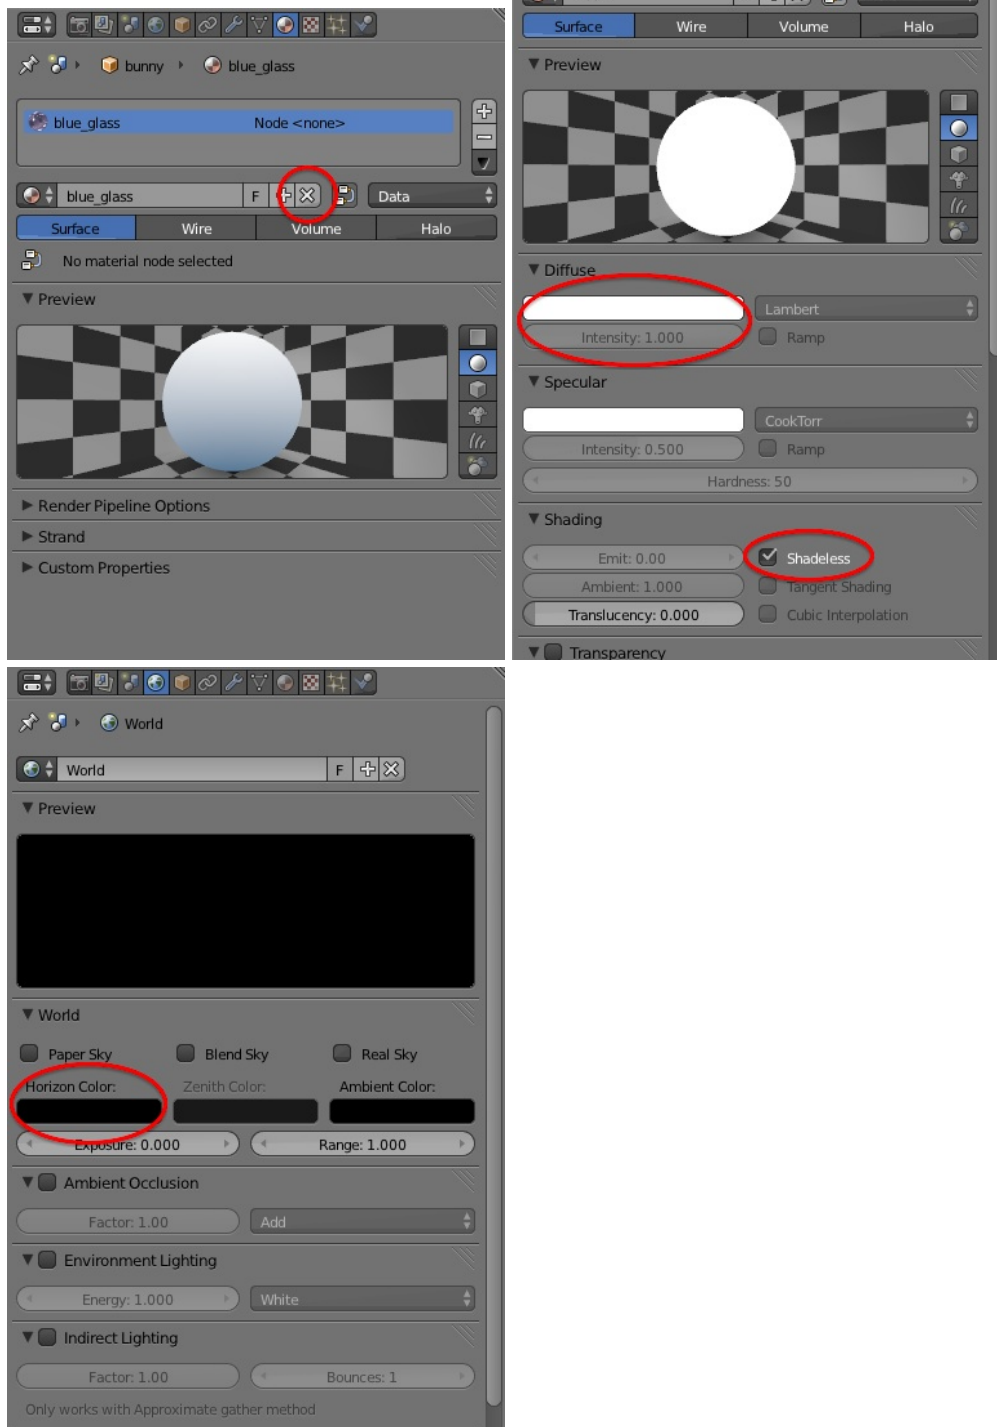 bunny blue_glass
blue_glass Node <none>
blue_glass F Data
Surface Wire Volume Halo
No material node selected
Preview
Render Pipeline Options
Strand
Custom Properties
Surface Wire Volume Halo
Preview
Diffuse
Lambert
Intensity: 1.000 Ramp
Specular
CookTorr
Intensity: 0.500 Ramp
Hardness: 50
Shading
Emit: 0.00 Shadeless
Ambient: 1.000 Tangent Shading
Translucency: 0.000 Cubic Interpolation
Transparency
World
World F
Preview
World
Paper Sky Blend Sky Real Sky
Horizon Color: Zenith Color: Ambient Color:
Exposure: 0.000 Range: 1.000
Ambient Occlusion
Factor: 1.00 Add
Environment Lighting
Energy: 1.000 White
Indirect Lighting
Factor: 1.00 Bounces: 1
Only works with Approximate gather method